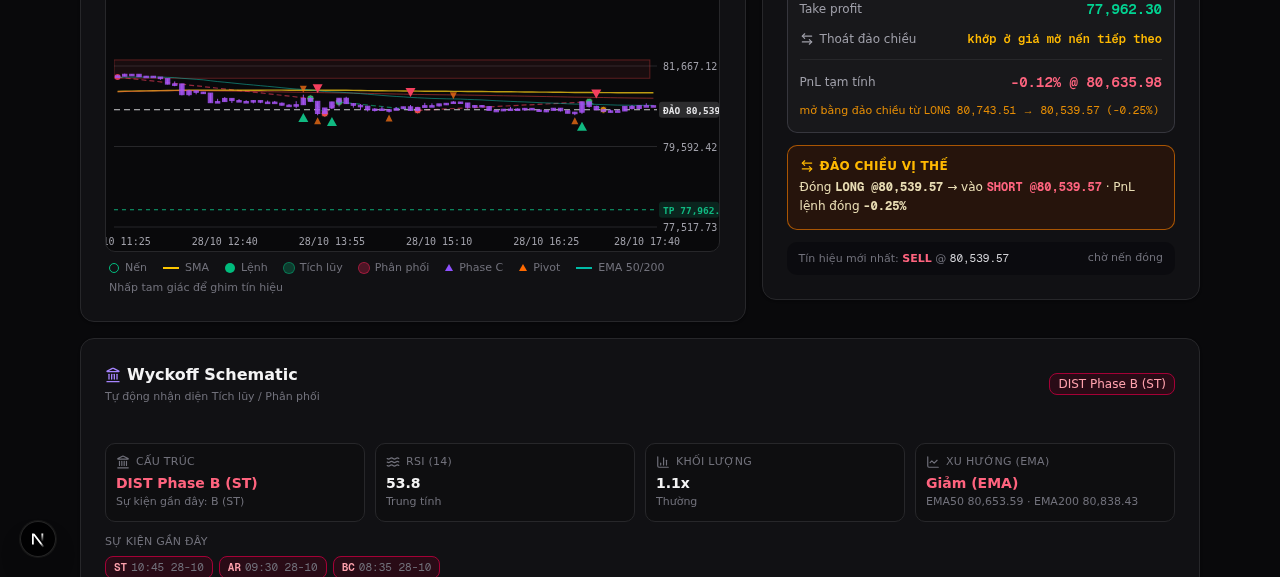 81,667.12
ĐẢO 80,539
79,592.42
TP 77,962.
77,517.73
0 11:25 28/10 12:40 28/10 13:55 28/10 15:10 28/10 16:25 28/10 17:40
Nến SMA Lệnh Tích lũy Phân phối Phase C Pivot EMA 50/200
Nhấp tam giác để ghim tín hiệu
Take profit 77,962.30
Thoát đảo chiều khớp ở giá mở nến tiếp theo
PnL tạm tính -0.12% @ 80,635.98
mở bằng đảo chiều từ LONG 80,743.51 → 80,539.57 (-0.25%)
ĐẢO CHIỀU VỊ THẾ
Đóng LONG @80,539.57 → vào SHORT @80,539.57 · PnL
lệnh đóng -0.25%
Tín hiệu mới nhất: SELL @ 80,539.57 chờ nến đóng
Wyckoff Schematic
Tự động nhận diện Tích lũy / Phân phối
DIST Phase B (ST)
CẤU TRÚC
DIST Phase B (ST)
Sự kiện gần đây: B (ST)
RSI (14)
53.8
Trung tính
KHỐI LƯỢNG
1.1x
Thường
XU HƯỚNG (EMA)
Giảm (EMA)
EMA50 80,653.59 · EMA200 80,838.43
SỰ KIỆN GẦN ĐÂY
ST 10:45 28-10 AR 09:30 28-10 BC 08:35 28-10
N